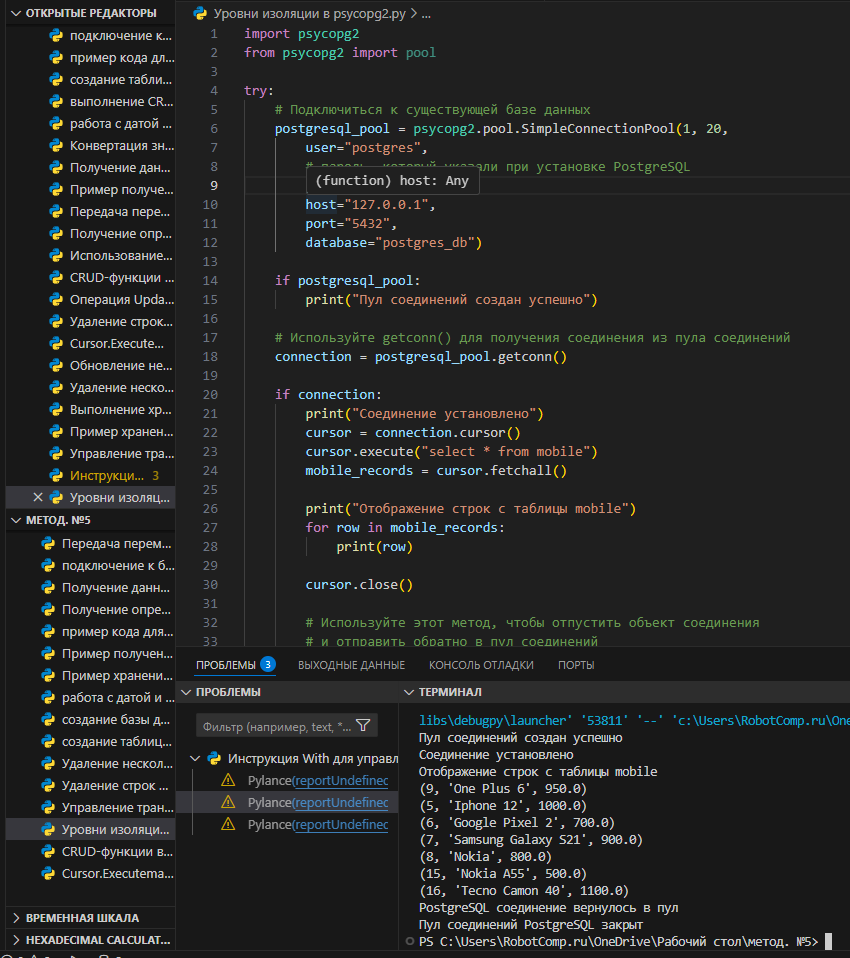 ОТКРЫТЫЕ РЕДАКТОРЫ
подключение к...
пример кода дл...
создание табли...
выполнение CR...
работа с датой ...
Конвертация зн...
Получение дан...
Пример получе...
Передача пере...
Получение опр...
Использование...
CRUD-функции ...
Операция Upda...
Удаление строк...
Cursor.Execute...
Обновление не...
Удаление неско...
Выполнение хр...
Пример хранен...
Управление тра...
Инструкци... 3
Уровни изоляц...
МЕТОД. №5
Передача перем...
подключение к б...
Получение данн...
Получение опре...
пример кода для...
Пример получен...
Пример хранени...
работа с датой и ...
создание базы д...
создание таблиц...
Удаление нескол...
Удаление строк ...
Управление тран...
Уровни изоляци...
CRUD-функции в...
Cursor.Executema...
ВРЕМЕННАЯ ШКАЛА
HEXADECIMAL CALCULAT...
Уровни изоляции в psycopg2.py > ...
1 import psycopg2
2 from psycopg2 import pool
3
4 try:
5 # Подключиться к существующей базе данных
6 postgresql_pool = psycopg2.pool.SimpleConnectionPool(1, 20,
7 user="postgres",
8 # пароль, который указали при установке PostgreSQL
(function) host: Any
9
10 host="127.0.0.1",
11 port="5432",
12 database="postgres_db")
13
14 if postgresql_pool:
15 print("Пул соединений создан успешно")
16
17 # Используйте getconn() для получения соединения из пула соединений
18 connection = postgresql_pool.getconn()
19
20 if connection:
21 print("Соединение установлено")
22 cursor = connection.cursor()
23 cursor.execute("select * from mobile")
24 mobile_records = cursor.fetchall()
25
26 print("Отображение строк с таблицы mobile")
27 for row in mobile_records:
28 print(row)
29
30 cursor.close()
31
32 # Используйте этот метод, чтобы отпустить объект соединения
33 # и отправить обратно в пул соединений
ПРОБЛЕМЫ 3 ВЫХОДНЫЕ ДАННЫЕ КОНСОЛЬ ОТЛАДКИ ПОРТЫ
ПРОБЛЕМЫ
Фильтр (например, text, *...
Инструкция With для управл
Pylance(reportUndefined
Pylance(reportUndefined
Pylance(reportUndefined
ТЕРМИНАЛ
libs\debugpy\launcher' '53811' '--' 'c:\Users\RobotComp.ru\One
Пул соединений создан успешно
Соединение установлено
Отображение строк с таблицы mobile
(9, 'One Plus 6', 950.0)
(5, 'Iphone 12', 1000.0)
(6, 'Google Pixel 2', 700.0)
(7, 'Samsung Galaxy S21', 900.0)
(8, 'Nokia', 800.0)
(15, 'Nokia A55', 500.0)
(16, 'Tecno Camon 40', 1100.0)
PostgreSQL соединение вернулось в пул
Пул соединений PostgreSQL закрыт
PS C:\Users\RobotComp.ru\OneDrive\Рабочий стол\метод. №5>